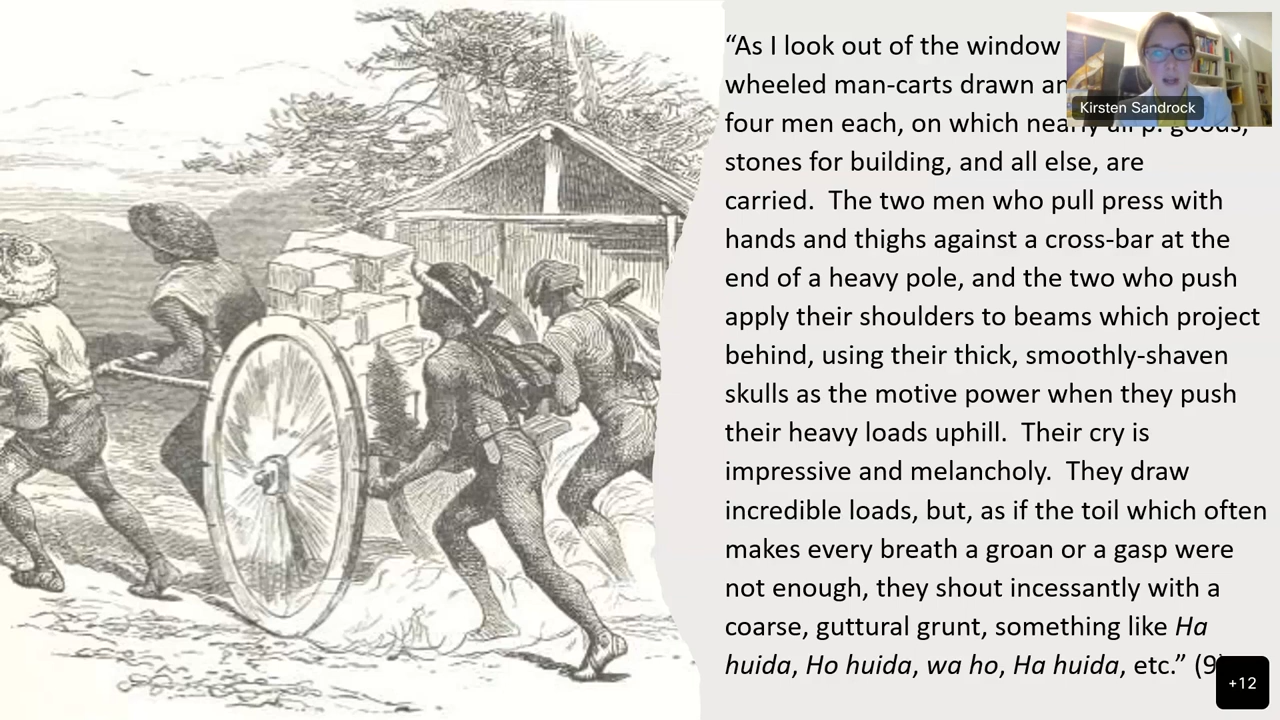 “As I look out of the window
wheeled man-carts drawn
four men each, on which nearly all goods,
stones for building, and all else, are
carried.  The two men who pull press with
hands and thighs against a cross-bar at the
end of a heavy pole, and the two who push
apply their shoulders to beams which project
behind, using their thick, smoothly-shaven
skulls as the motive power when they push
their heavy loads uphill.  Their cry is
impressive and melancholy.  They draw
incredible loads, but, as if the toil which often
makes every breath a groan or a gasp were
not enough, they shout incessantly with a
coarse, guttural grunt, something like Ha
huida, Ho huida, wa ho, Ha huida, etc.” (9)
Kirsten Sandrock
+12